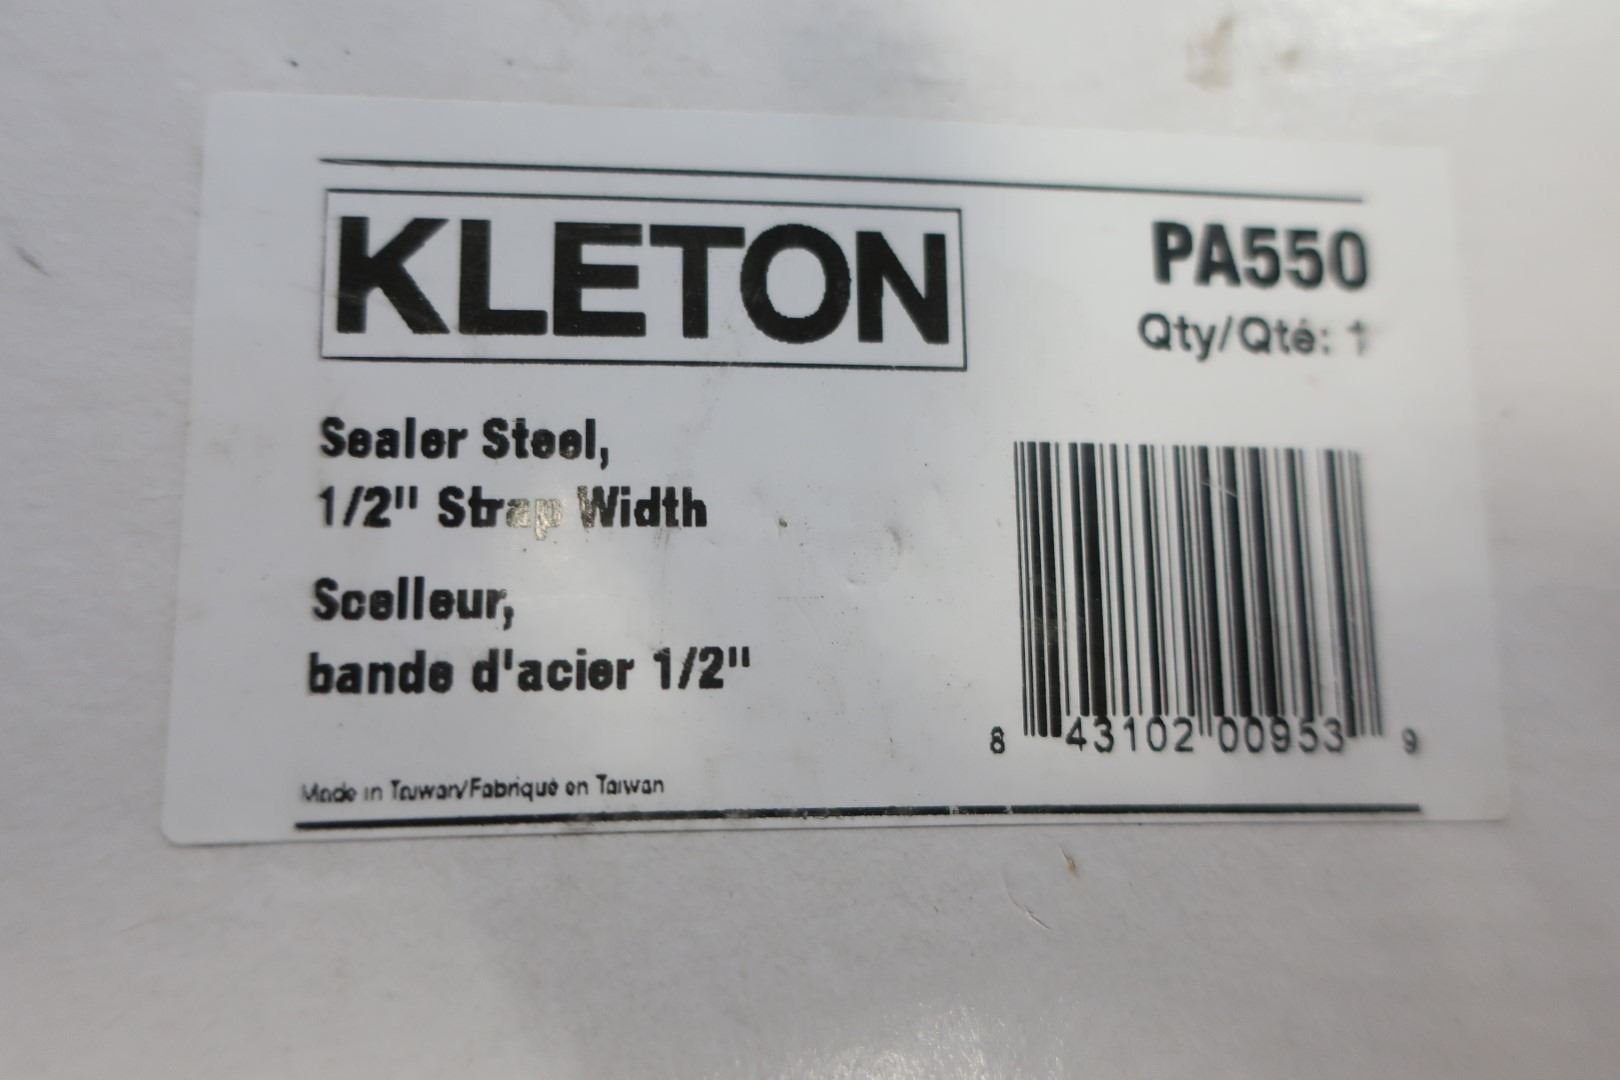 KLETON
PA550
Qty/Qté: 1
Sealer Steel,
1/2" Strap Width
Scelleur,
bande d'acier 1/2"
8 43102 00953 9
Made in Taiwan/Fabriqué en Taiwan